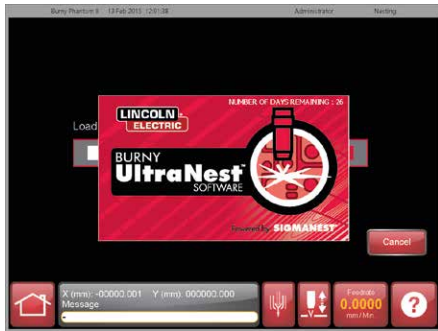 Burny Phantom II 13 Feb 2013 12:01:38 Administrator Nesting
NUMBER OF DAYS REMAINING : 26
LINCOLN
ELECTRIC
Load
BURNY
UltraNest™
SOFTWARE
Powered by SIGMANEST
Cancel
X (mm): -00000.001 Y (mm): 000000.000
Message
Feedrate
0.0000
mm/Min
?